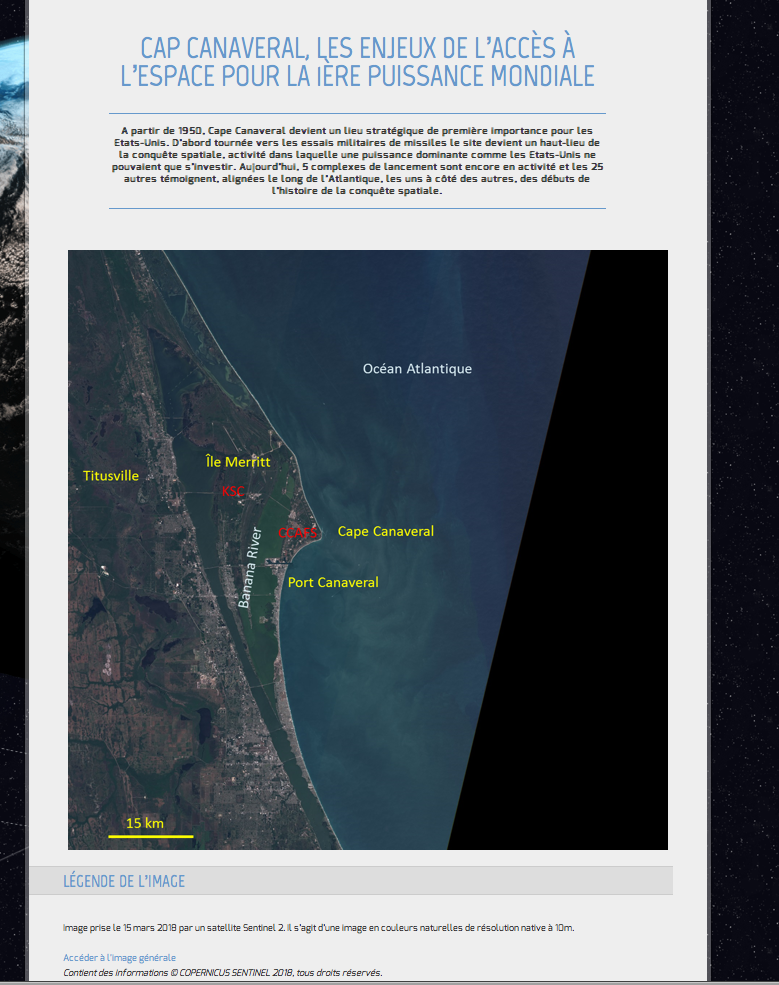 CAP CANAVERAL, LES ENJEUX DE L'ACCÈS À
L'ESPACE POUR LA 1ÈRE PUISSANCE MONDIALE
A partir de 1950, Cape Canaveral devient un lieu stratégique de première importance pour les
Etats-Unis. D'abord tournée vers les essais militaires de missiles le site devient un haut-lieu de
la conquête spatiale, activité dans laquelle une puissance dominante comme les Etats-Unis ne
pouvaient que s'investir. Aujourd'hui, 5 complexes de lancement sont encore en activité et les 25
autres témoignent, alignées le long de l'Atlantique, les uns à côté des autres, des débuts de
l'histoire de la conquête spatiale.
Océan Atlantique
Île Merritt
Titusville
KSC
CCAFS
Cape Canaveral
Banana River
Port Canaveral
15 km
LÉGENDE DE L'IMAGE
Image prise le 15 mars 2018 par un satellite Sentinel 2. Il s'agit d'une image en couleurs naturelles de résolution native à 10m.
Accéder à l'image générale
Contient des informations © COPERNICUS SENTINEL 2018, tous droits réservés.